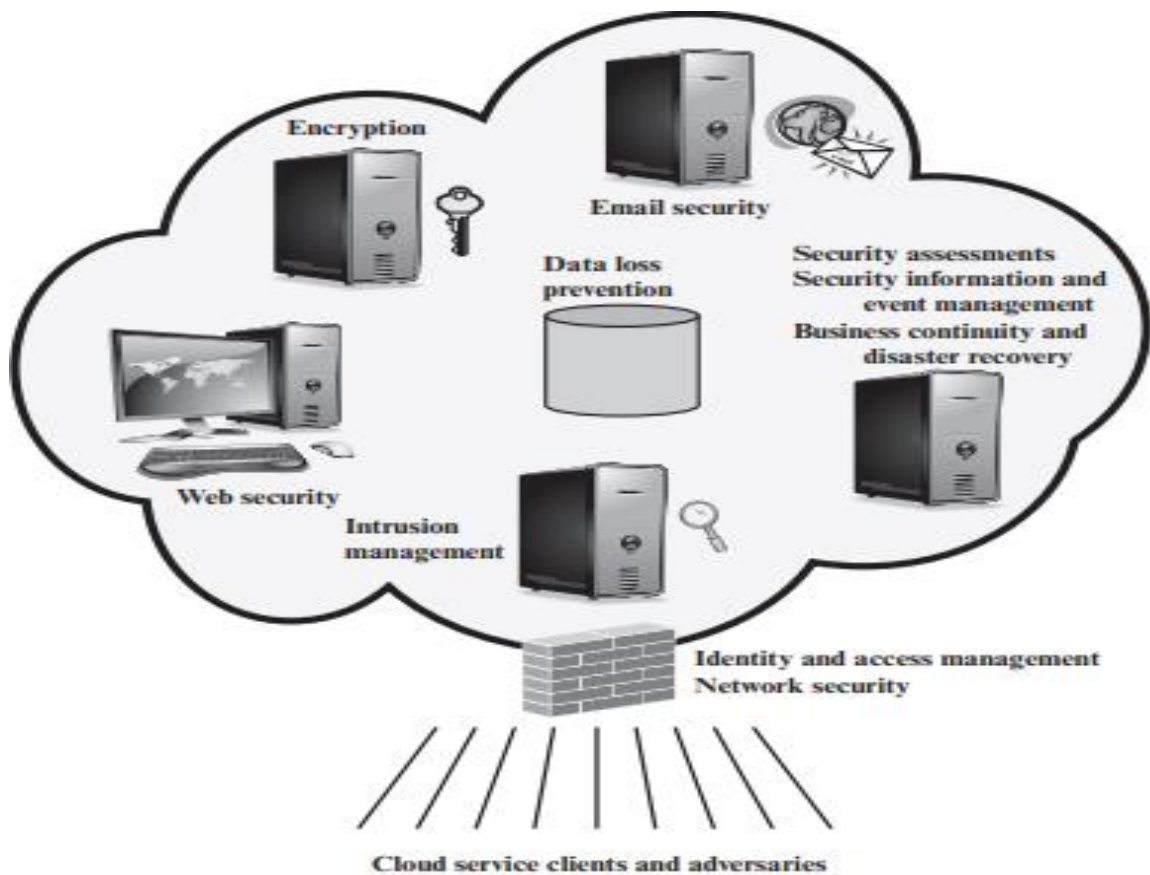 Encryption
Email security
Data loss
prevention
Security assessments
Security information and
event management
Business continuity and
disaster recovery
Web security
Intrusion
management
Identity and access management
Network security
Cloud service clients and adversaries